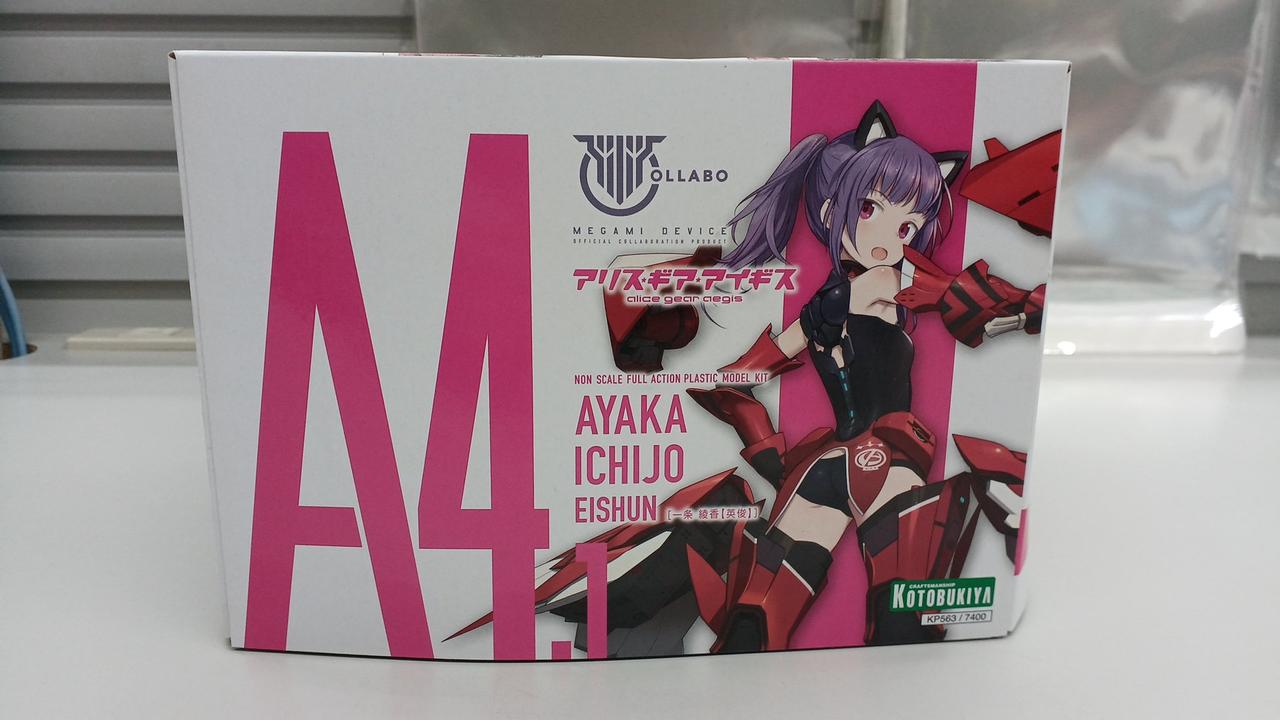 A4.1
OLLABO
MEGAMI DEVICE
OFFICIAL COLLABORATION PRODUCT
アリス・ギア・アイギス
alice gear aegis
NON SCALE FULL ACTION PLASTIC MODEL KIT
AYAKA
ICHIJO
EISHUN [一条 綾香【英俊】]
CRAFTSMANSHIP
KOTOBUKIYA
KP563 / 7400